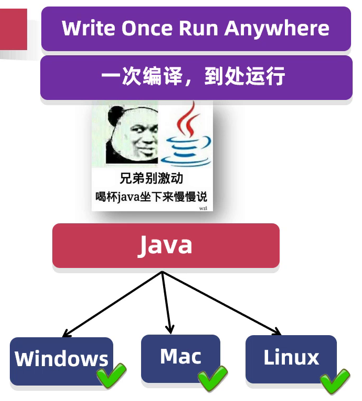 Write Once Run Anywhere
一次编译，到处运行
兄弟别激动
喝杯java坐下来慢慢说
wzl
Java
Windows
Mac
Linux